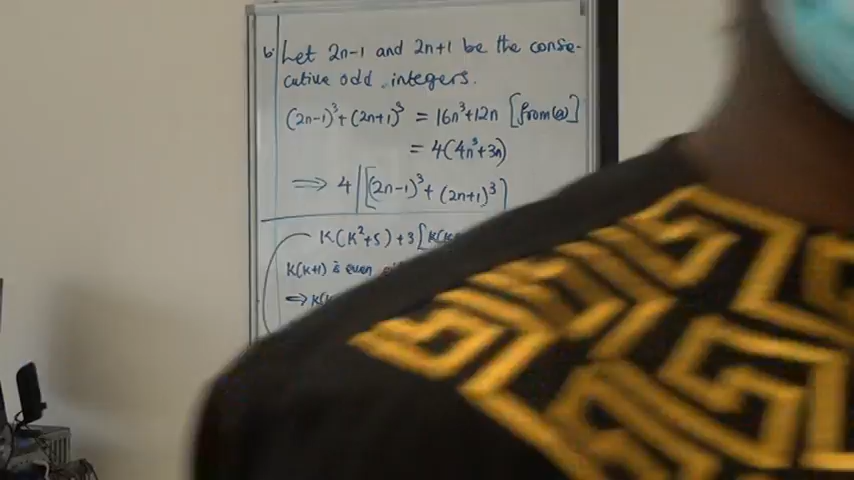 b. Let 2n-1 and 2n+1 be the conse-
cutive odd integers.
(2n-1)³+(2n+1)³ = 16n³+12n [from (a)]
= 4(4n³+3n)
⟹ 4 | [(2n-1)³+(2n+1)³]
K(K²+5)+3[K(K
K(K+1) is even
⟹ K(K